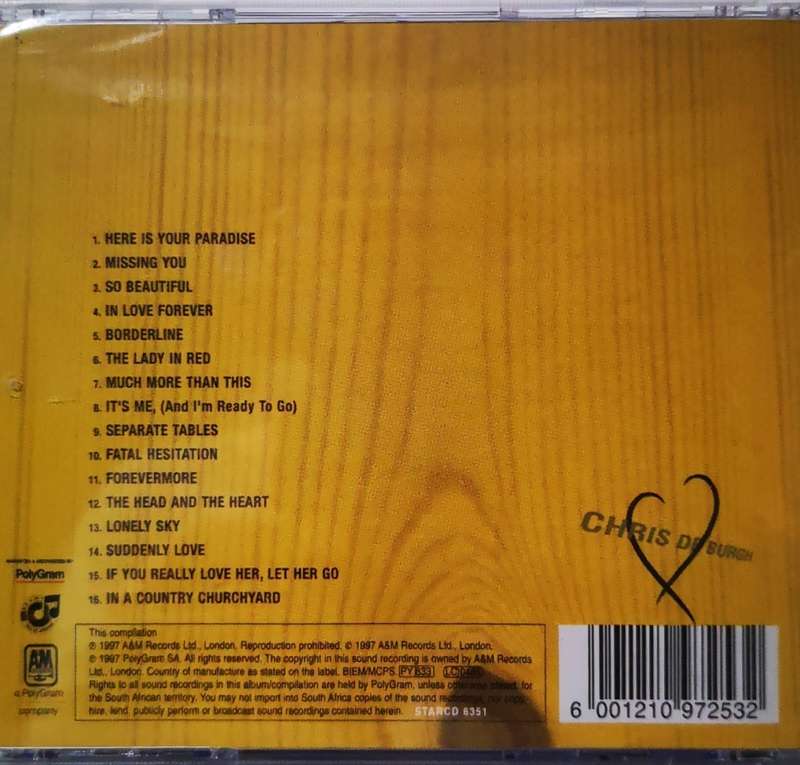 1. HERE IS YOUR PARADISE
2. MISSING YOU
3. SO BEAUTIFUL
4. IN LOVE FOREVER
5. BORDERLINE
6. THE LADY IN RED
7. MUCH MORE THAN THIS
8. IT'S ME, (And I'm Ready To Go)
9. SEPARATE TABLES
10. FATAL HESITATION
11. FOREVERMORE
12. THE HEAD AND THE HEART
13. LONELY SKY
14. SUDDENLY LOVE
15. IF YOU REALLY LOVE HER, LET HER GO
16. IN A COUNTRY CHURCHYARD
CHRIS DE BURGH
PolyGram
A&M
a PolyGram
company
This compilation
℗ 1997 A&M Records Ltd., London. Reproduction prohibited. © 1997 A&M Records Ltd., London.
℗ 1997 PolyGram SA. All rights reserved. The copyright in this sound recording is owned by A&M Records
Ltd., London. Country of manufacture as stated on the label. BIEM/MCPS PY 833
Rights to all sound recordings in this album/compilation are held by PolyGram, unless otherwise stated, for
the South African territory. You may not import into South Africa copies of the sound recordings, nor copy,
hire, lend, publicly perform or broadcast sound recordings contained herein. STARCD 6351
6 001210 972532